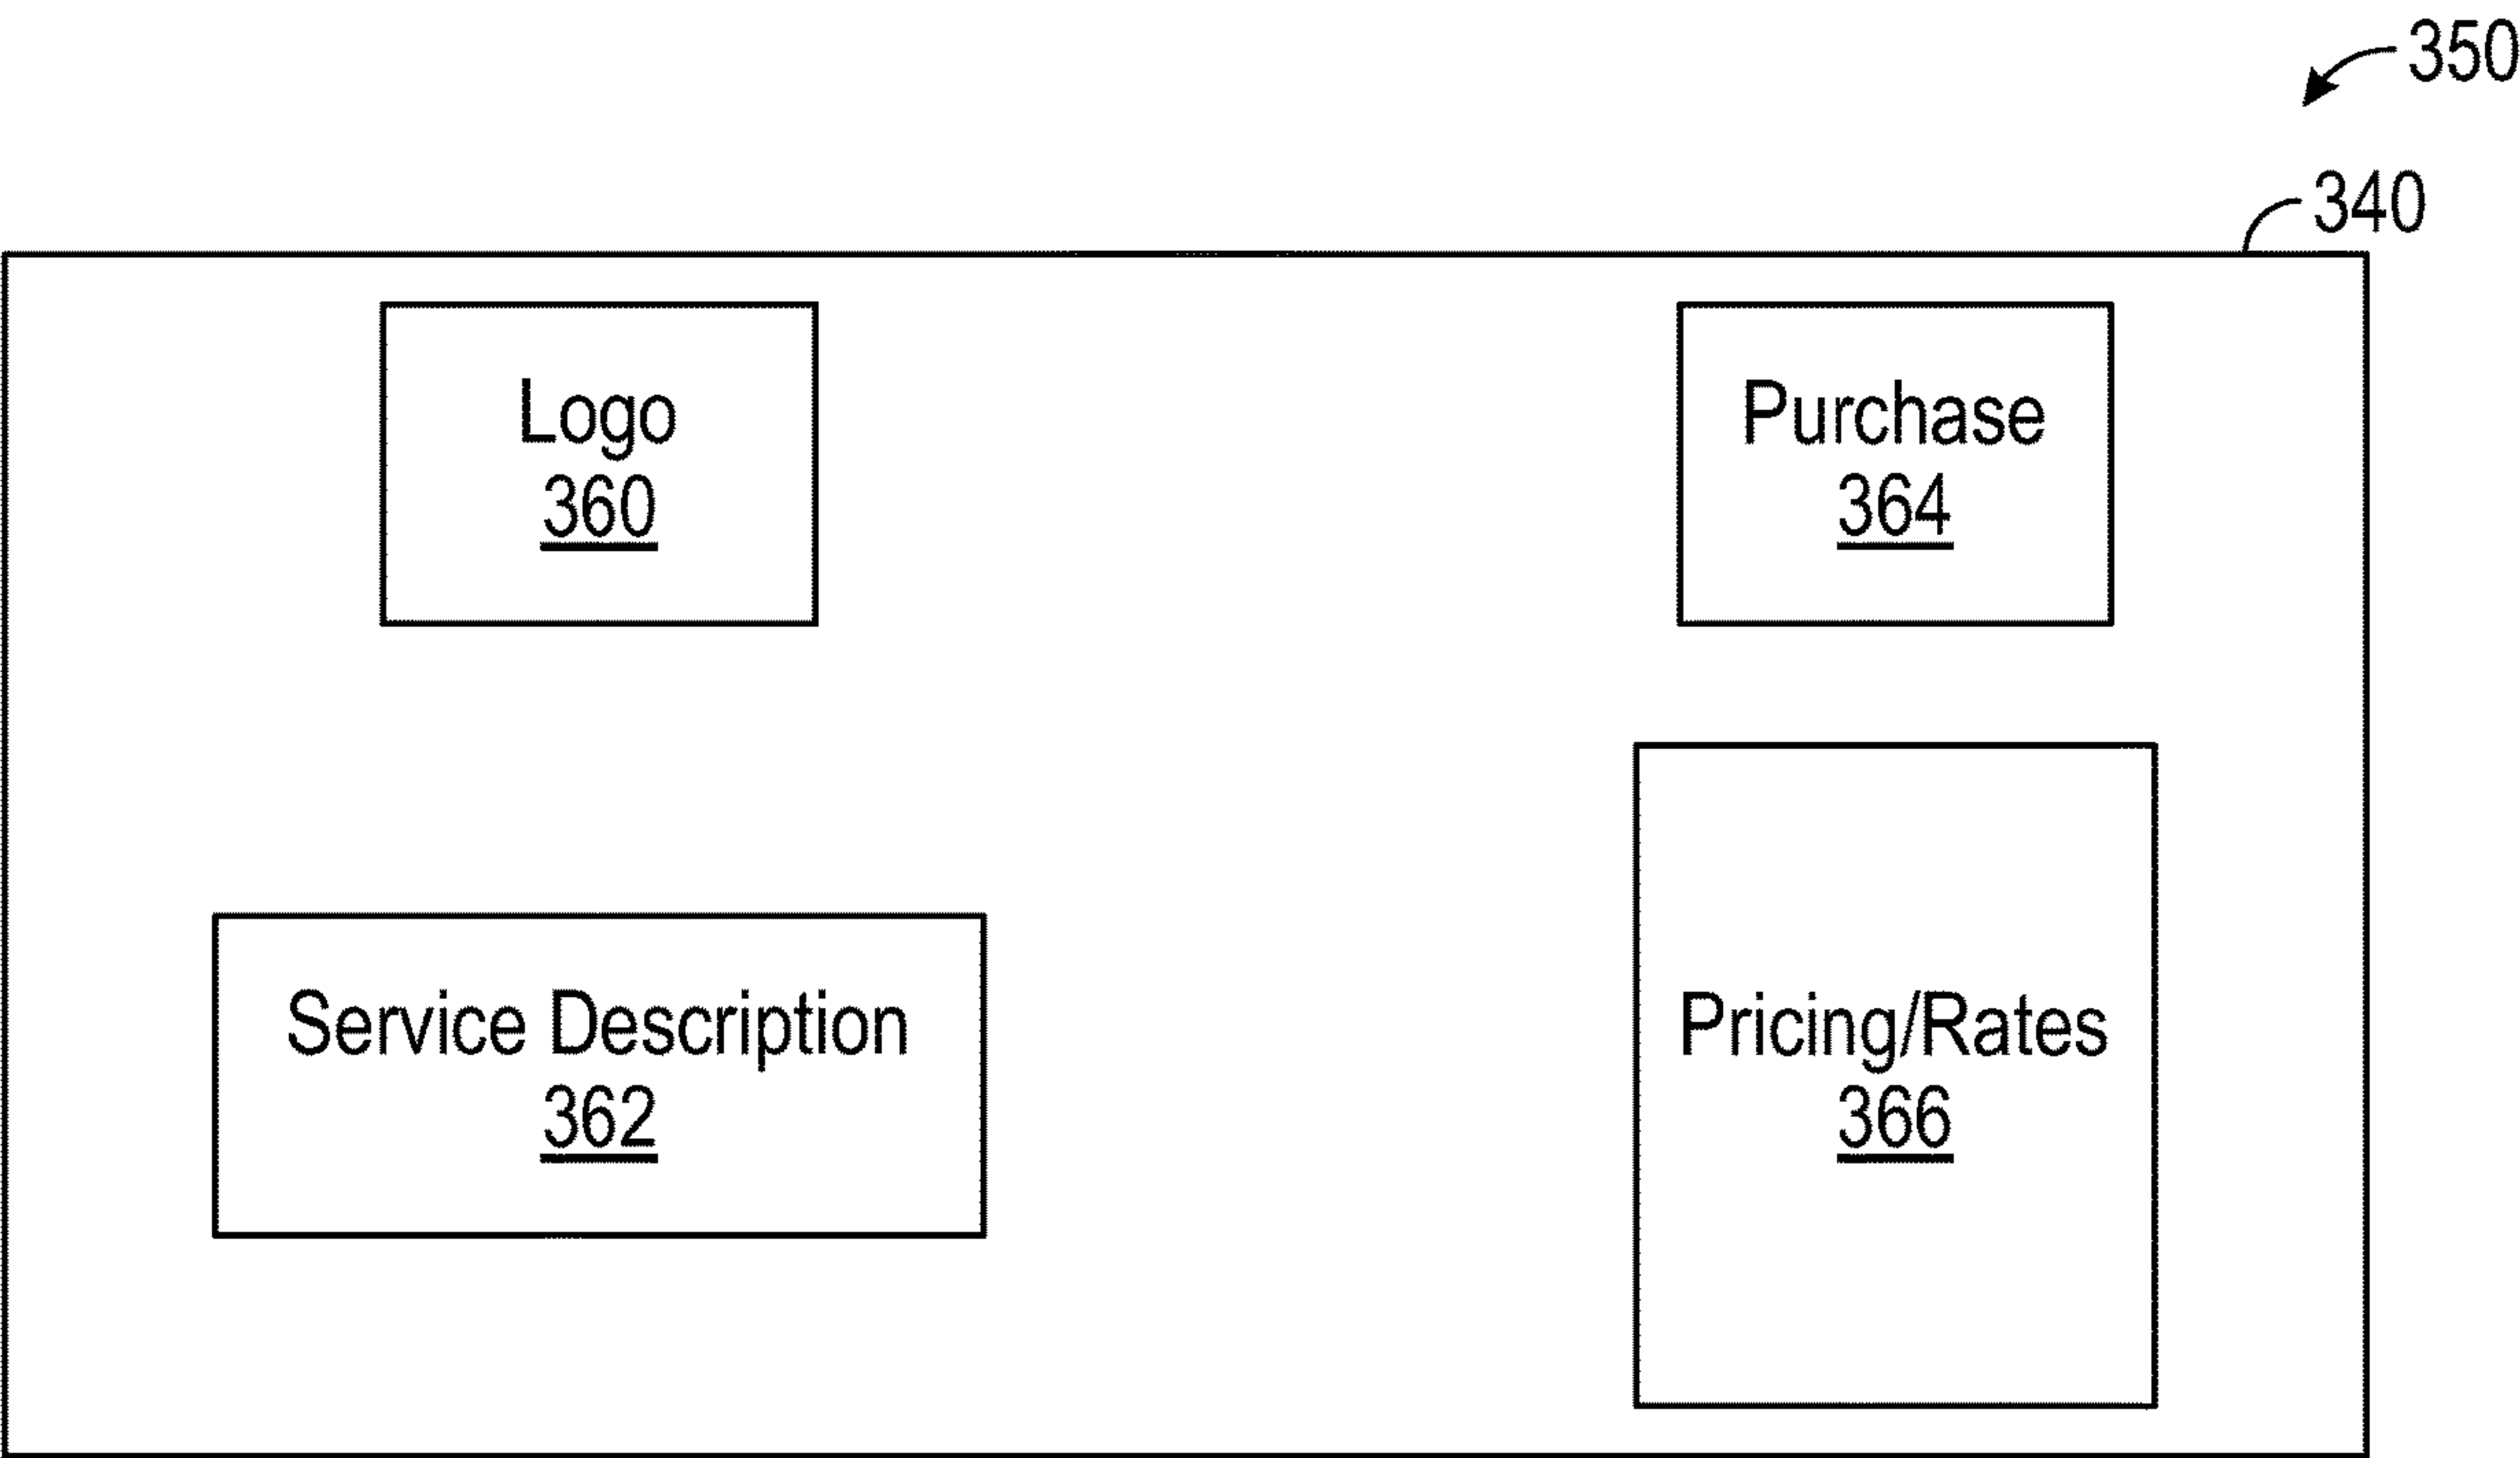 350
340
Logo
360
Purchase
364
Service Description
362
Pricing/Rates
366